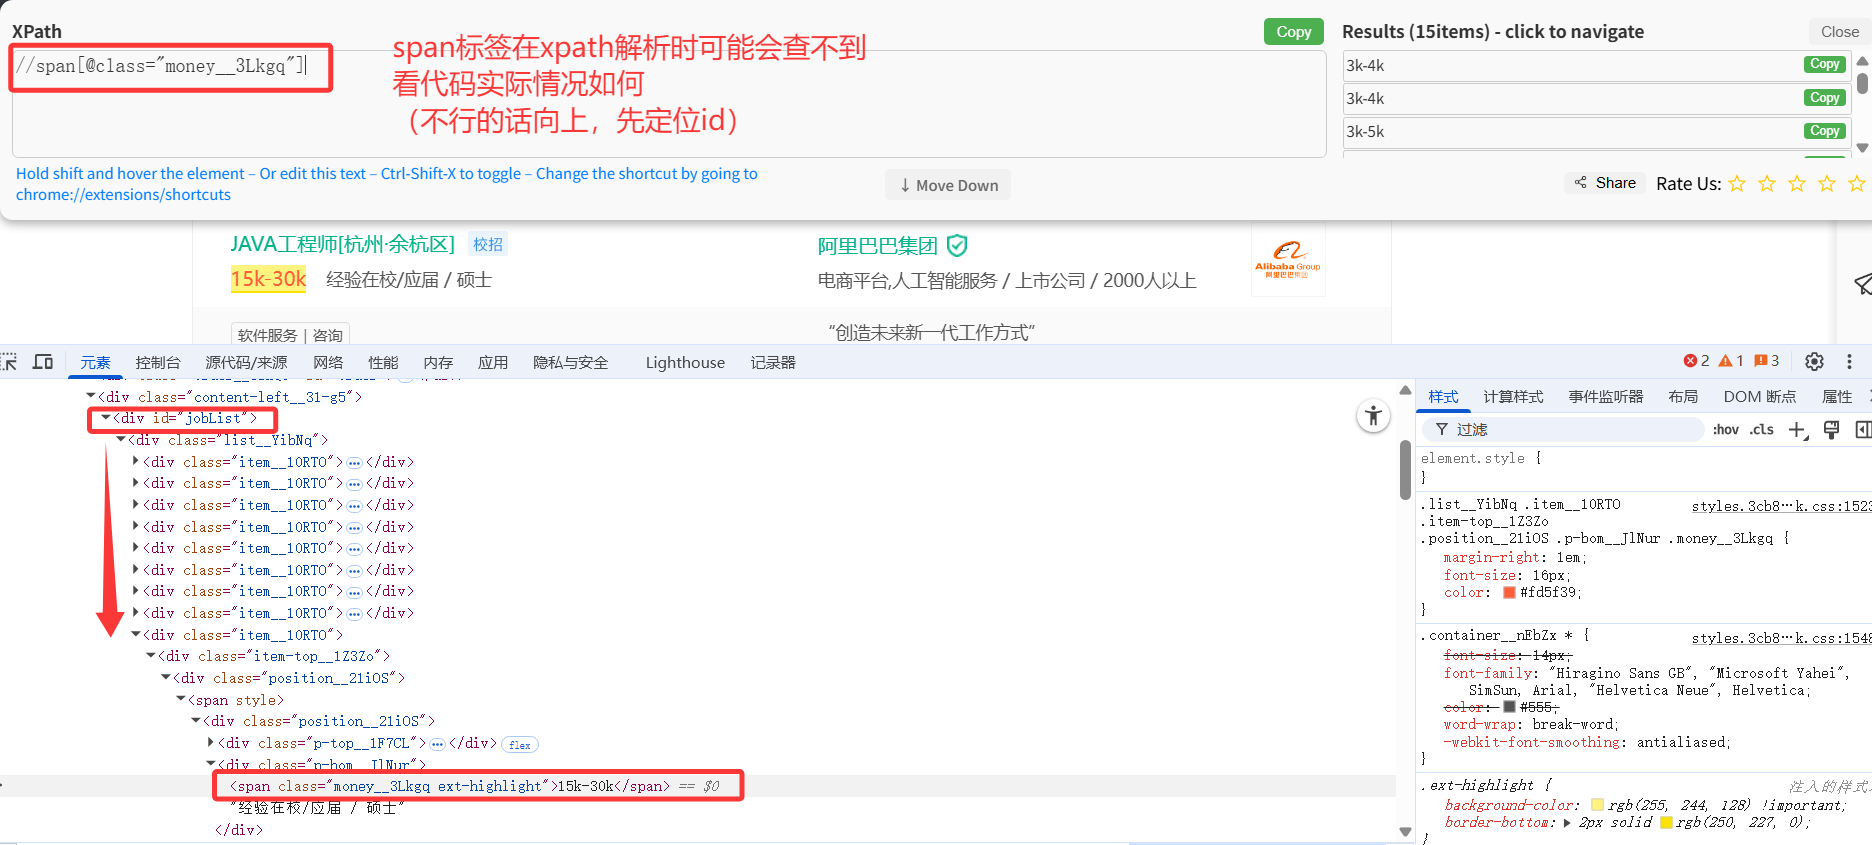 XPath
Copy
Results (15items) - click to navigate
Close
//span[@class="money__3Lkgq"]
span标签在xpath解析时可能会查不到
看代码实际情况如何
（不行的话向上，先定位id）
3k-4k
Copy
3k-4k
Copy
3k-5k
Copy
Hold shift and hover the element – Or edit this text – Ctrl-Shift-X to toggle – Change the shortcut by going to
chrome://extensions/shortcuts
↓ Move Down
Share
Rate Us:
JAVA工程师[杭州·余杭区]
校招
阿里巴巴集团
Alibaba Group
阿里巴巴集团
15k-30k
经验在校/应届 / 硕士
电商平台,人工智能服务 / 上市公司 / 2000人以上
软件服务 | 咨询
“创造未来新一代工作方式”
元素
控制台
源代码/来源
网络
性能
内存
应用
隐私与安全
Lighthouse
记录器
2
1
3
<div class="content-left__31-g5">
<div id="jobList">
<div class="list__YibNq">
<div class="item__10RTO">…</div>
<div class="item__10RTO">…</div>
<div class="item__10RTO">…</div>
<div class="item__10RTO">…</div>
<div class="item__10RTO">…</div>
<div class="item__10RTO">…</div>
<div class="item__10RTO">…</div>
<div class="item__10RTO">…</div>
<div class="item__10RTO">
<div class="item-top__1Z3Zo">
<div class="position__21iOS">
<span style>
<div class="position__21iOS">
<div class="p-top__1F7CL">…</div> flex
<div class="p-bom__JlNur">
<span class="money__3Lkgq ext-highlight">15k-30k</span> == $0
"经验在校/应届 / 硕士"
</div>
样式
计算样式
事件监听器
布局
DOM 断点
属性
过滤
:hov
.cls
element.style {
}
.list__YibNq .item__10RTO
styles.3cb8…k.css:1523
.item-top__1Z3Zo
.position__21iOS .p-bom__JlNur .money__3Lkgq {
margin-right: 1em;
font-size: 16px;
color: #fd5f39;
}
.container__nEbZx * {
styles.3cb8…k.css:1548
font-size: 14px;
font-family: "Hiragino Sans GB", "Microsoft Yahei",
SimSun, Arial, "Helvetica Neue", Helvetica;
color: #555;
word-wrap: break-word;
-webkit-font-smoothing: antialiased;
}
.ext-highlight {
注入的样式
background-color: rgb(255, 244, 128) !important;
border-bottom: 2px solid rgb(250, 227, 0);
}